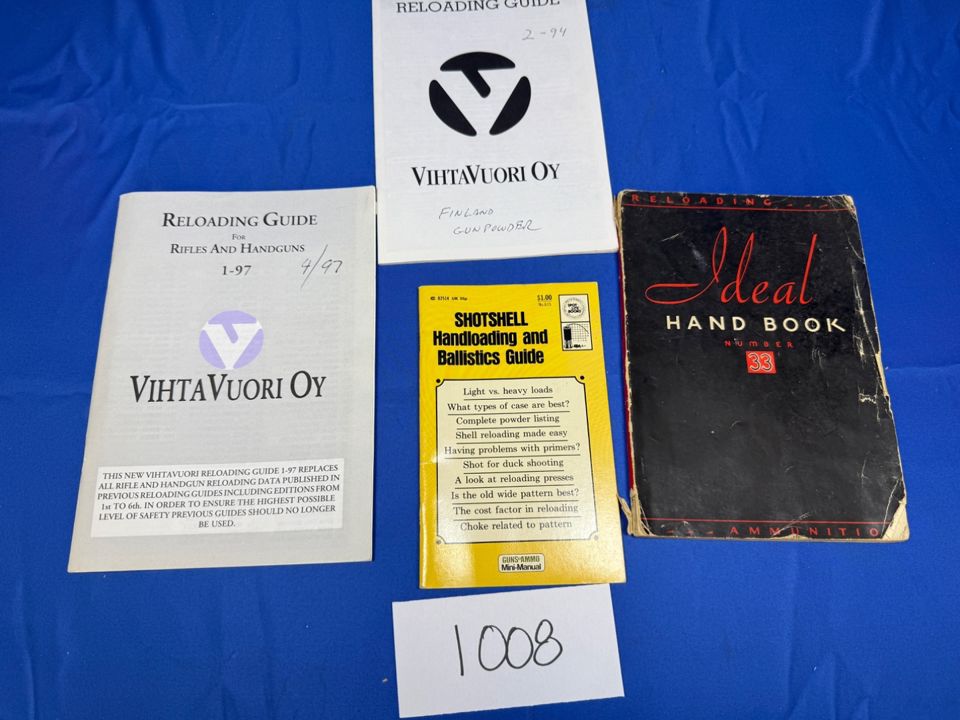 RELOADING GUIDE
2-94
VIHTAVUORI OY
FINLAND
GUNPOWDER
RELOADING GUIDE
FOR
RIFLES AND HANDGUNS
1-97
4/97
VIHTAVUORI OY
THIS NEW VIHTAVUORI RELOADING GUIDE 1-97 REPLACES
ALL RIFLE AND HANDGUN RELOADING DATA PUBLISHED IN
PREVIOUS RELOADING GUIDES INCLUDING EDITIONS FROM
1st TO 6th. IN ORDER TO ENSURE THE HIGHEST POSSIBLE
LEVEL OF SAFETY PREVIOUS GUIDES SHOULD NO LONGER
BE USED.
$1.00
SHOTSHELL
Handloading and
Ballistics Guide
Light vs. heavy loads
What types of case are best?
Complete powder listing
Shell reloading made easy
Having problems with primers?
Shot for duck shooting
A look at reloading presses
Is the old wide pattern best?
The cost factor in reloading
Choke related to pattern
GUNS & AMMO
Mini-Manual
RELOADING
Ideal
HAND BOOK
NUMBER
33
AMMUNITIO
1008